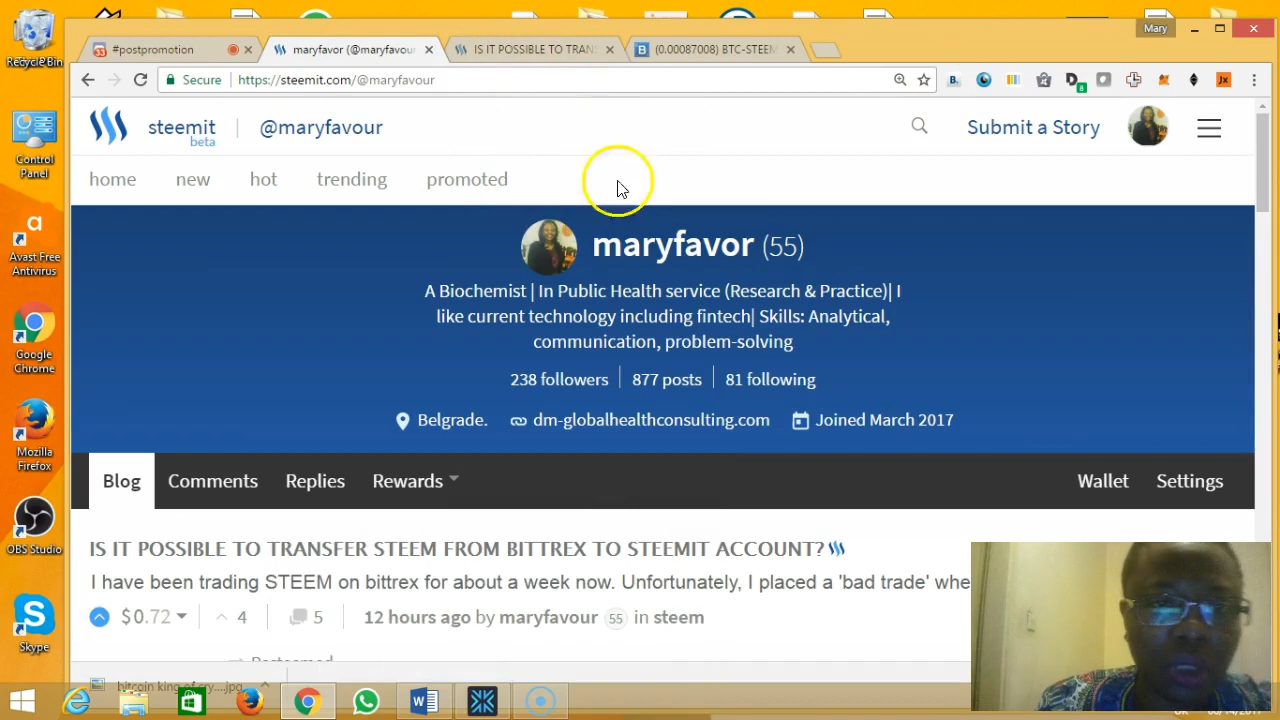 Recycle Bin
Control Panel
Avast Free Antivirus
Google Chrome
Mozilla Firefox
OBS Studio
Skype
#postpromotion
maryfavor (@maryfavou
IS IT POSSIBLE TO TRAN
(0.00087008) BTC-STEEM
Mary
Secure
https://steemit.com/@maryfavour
steemit
beta
@maryfavour
Submit a Story
home new hot trending promoted
maryfavor (55)
A Biochemist | In Public Health service (Research & Practice)| I
like current technology including fintech| Skills: Analytical,
communication, problem-solving
238 followers 877 posts 81 following
Belgrade. dm-globalhealthconsulting.com Joined March 2017
Blog Comments Replies Rewards Wallet Settings
IS IT POSSIBLE TO TRANSFER STEEM FROM BITTREX TO STEEMIT ACCOUNT?
I have been trading STEEM on bittrex for about a week now. Unfortunately, I placed a 'bad trade' whe
$0.72 4 5 12 hours ago by maryfavour 55 in steem